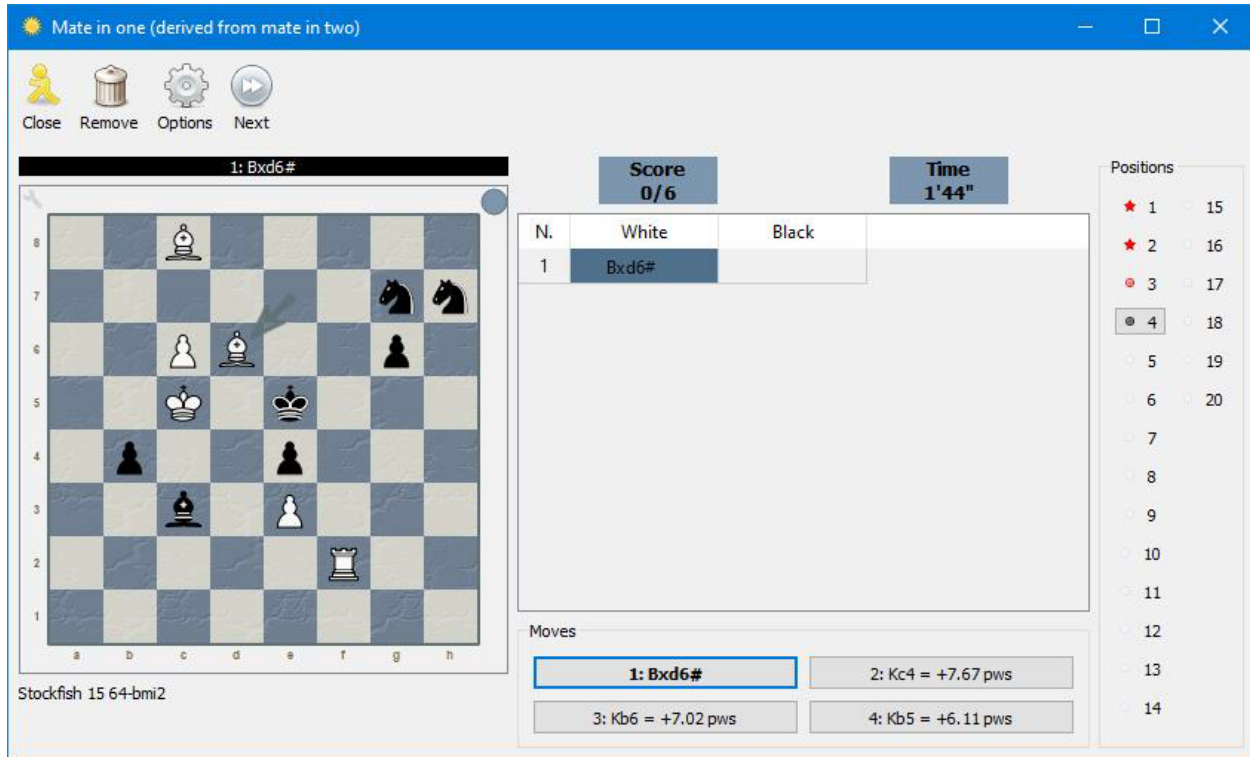 Mate in one (derived from mate in two)
Close Remove Options Next
1: Bxd6#
Score
0/6
Time
1'44"
Positions
N. White Black
1 Bxd6#
8
7
6
5
4
3
2
1
a b c d e f g h
Stockfish 15 64-bmi2
Moves
1: Bxd6# 2: Kc4 = +7.67 pws
3: Kb6 = +7.02 pws 4: Kb5 = +6.11 pws
1 15
2 16
3 17
4 18
5 19
6 20
7
8
9
10
11
12
13
14